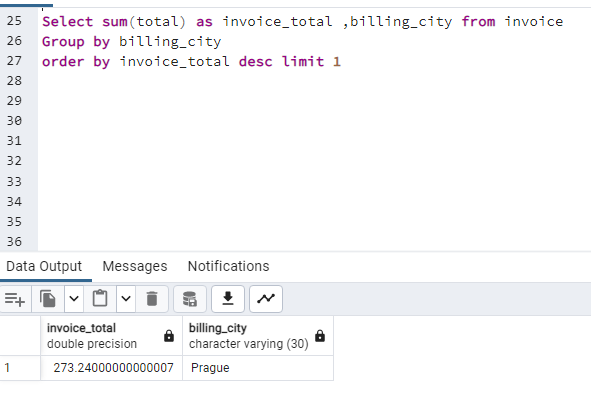 25 Select sum(total) as invoice_total ,billing_city from invoice
26 Group by billing_city
27 order by invoice_total desc limit 1
28
29
30
31
32
33
34
35
36
Data Output Messages Notifications
invoice_total billing_city
double precision character varying (30)
1 273.24000000000007 Prague